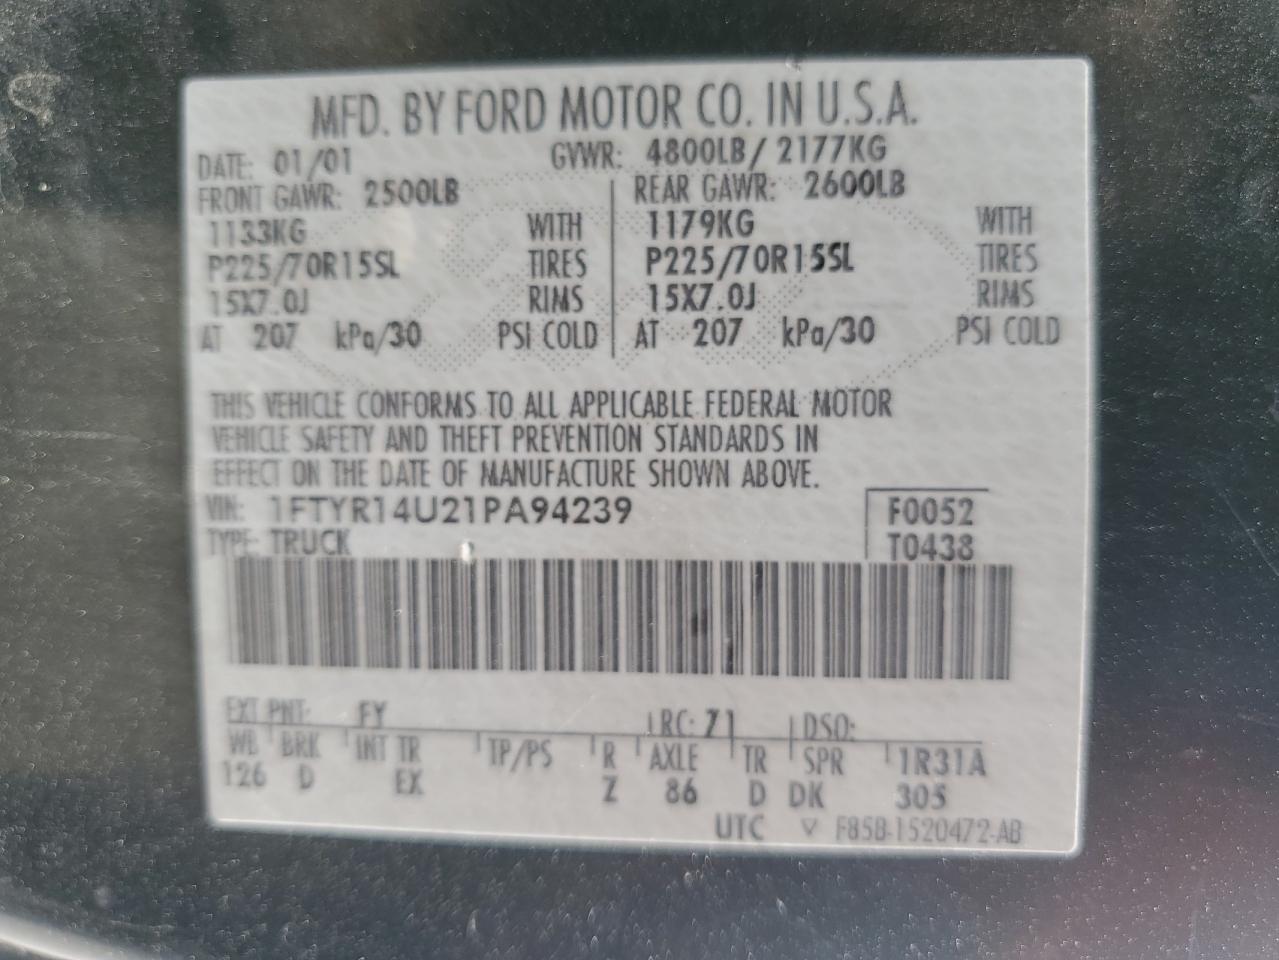 MFD. BY FORD MOTOR CO. IN U.S.A.
DATE: 01/01 GVWR: 4800LB/ 2177KG
FRONT GAWR: 2500LB REAR GAWR: 2600LB
1133KG WITH 1179KG WITH
P225/70R15SL TIRES P225/70R15SL TIRES
15X7.0J RIMS 15X7.0J RIMS
AT 207 kPa/30 PSI COLD AT 207 kPa/30 PSI COLD
THIS VEHICLE CONFORMS TO ALL APPLICABLE FEDERAL MOTOR
VEHICLE SAFETY AND THEFT PREVENTION STANDARDS IN
EFFECT ON THE DATE OF MANUFACTURE SHOWN ABOVE.
VIN: 1FTYR14U21PA94239 F0052
TYPE: TRUCK T0438
EXT PNT: FY RC: 71 DSO:
WB BRK INT TR TP/PS R AXLE TR SPR 1R31A
126 D EX Z 86 D DK 305
UTC ▽ F85B-1520472-AB